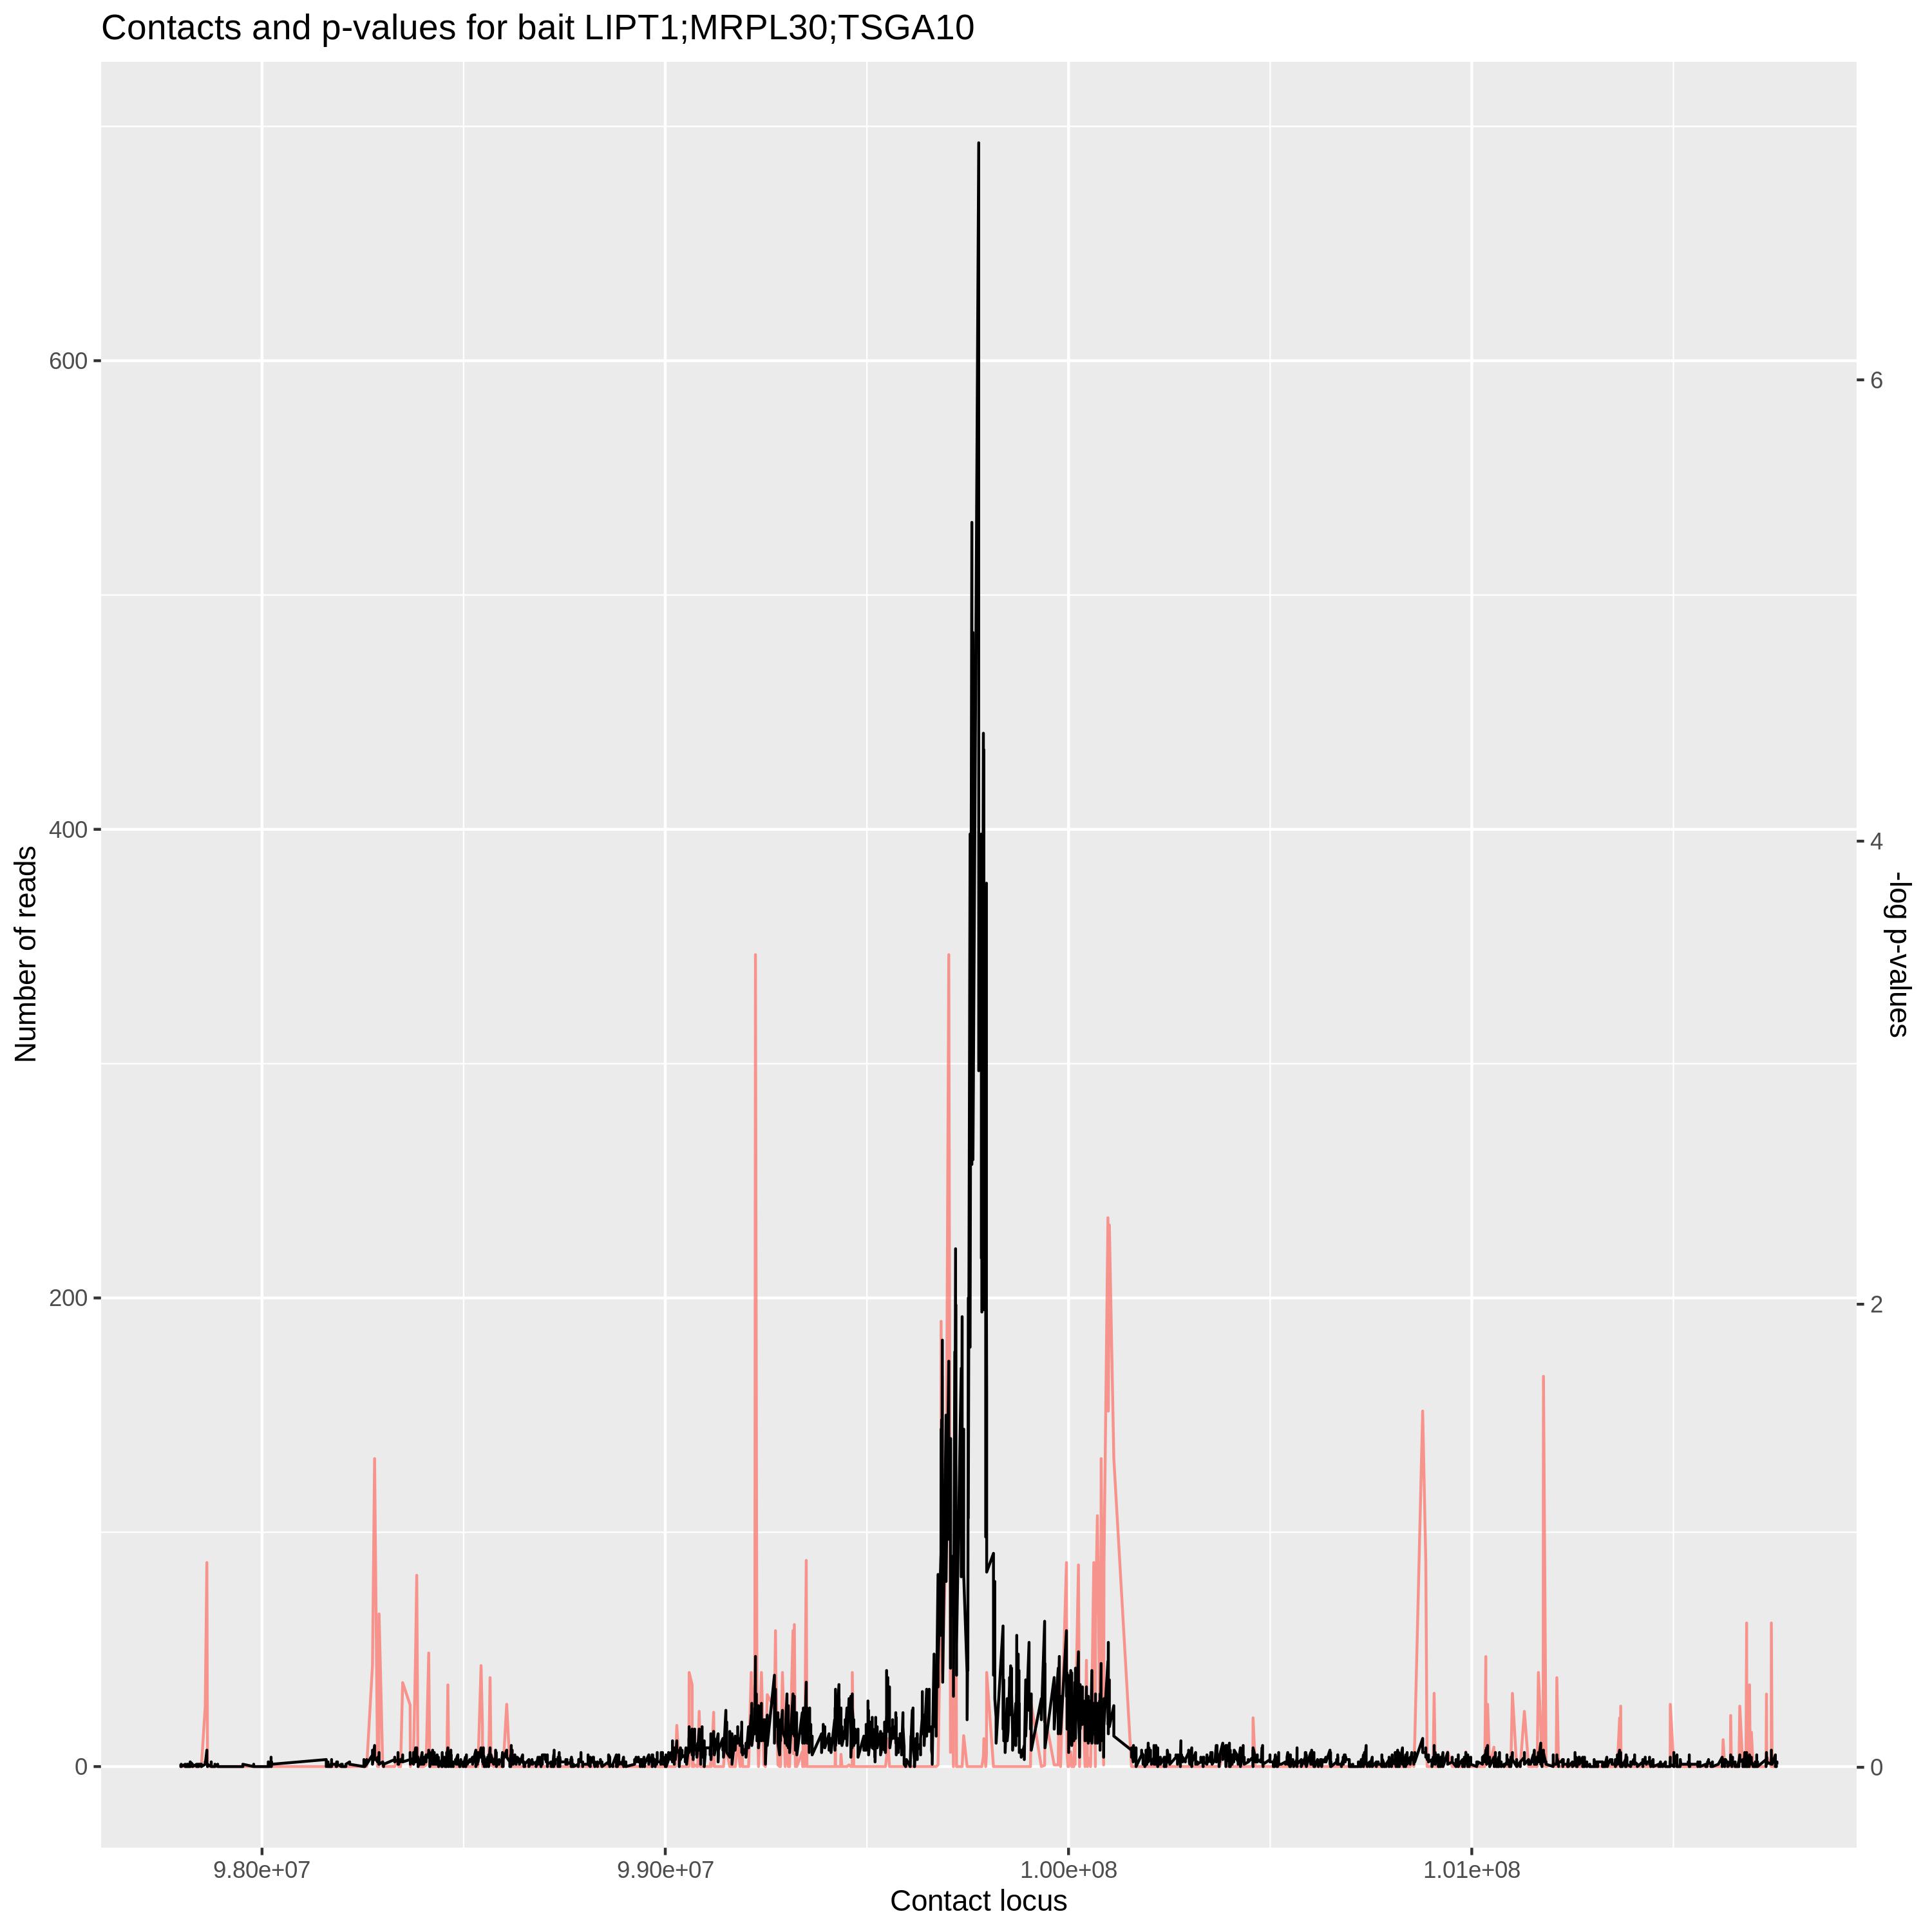 Contacts and p-values for bait LIPT1;MRPL30;TSGA10
600
400
200
0
Number of reads
6
4
2
0
-log p-values
9.80e+07
9.90e+07
1.00e+08
1.01e+08
Contact locus